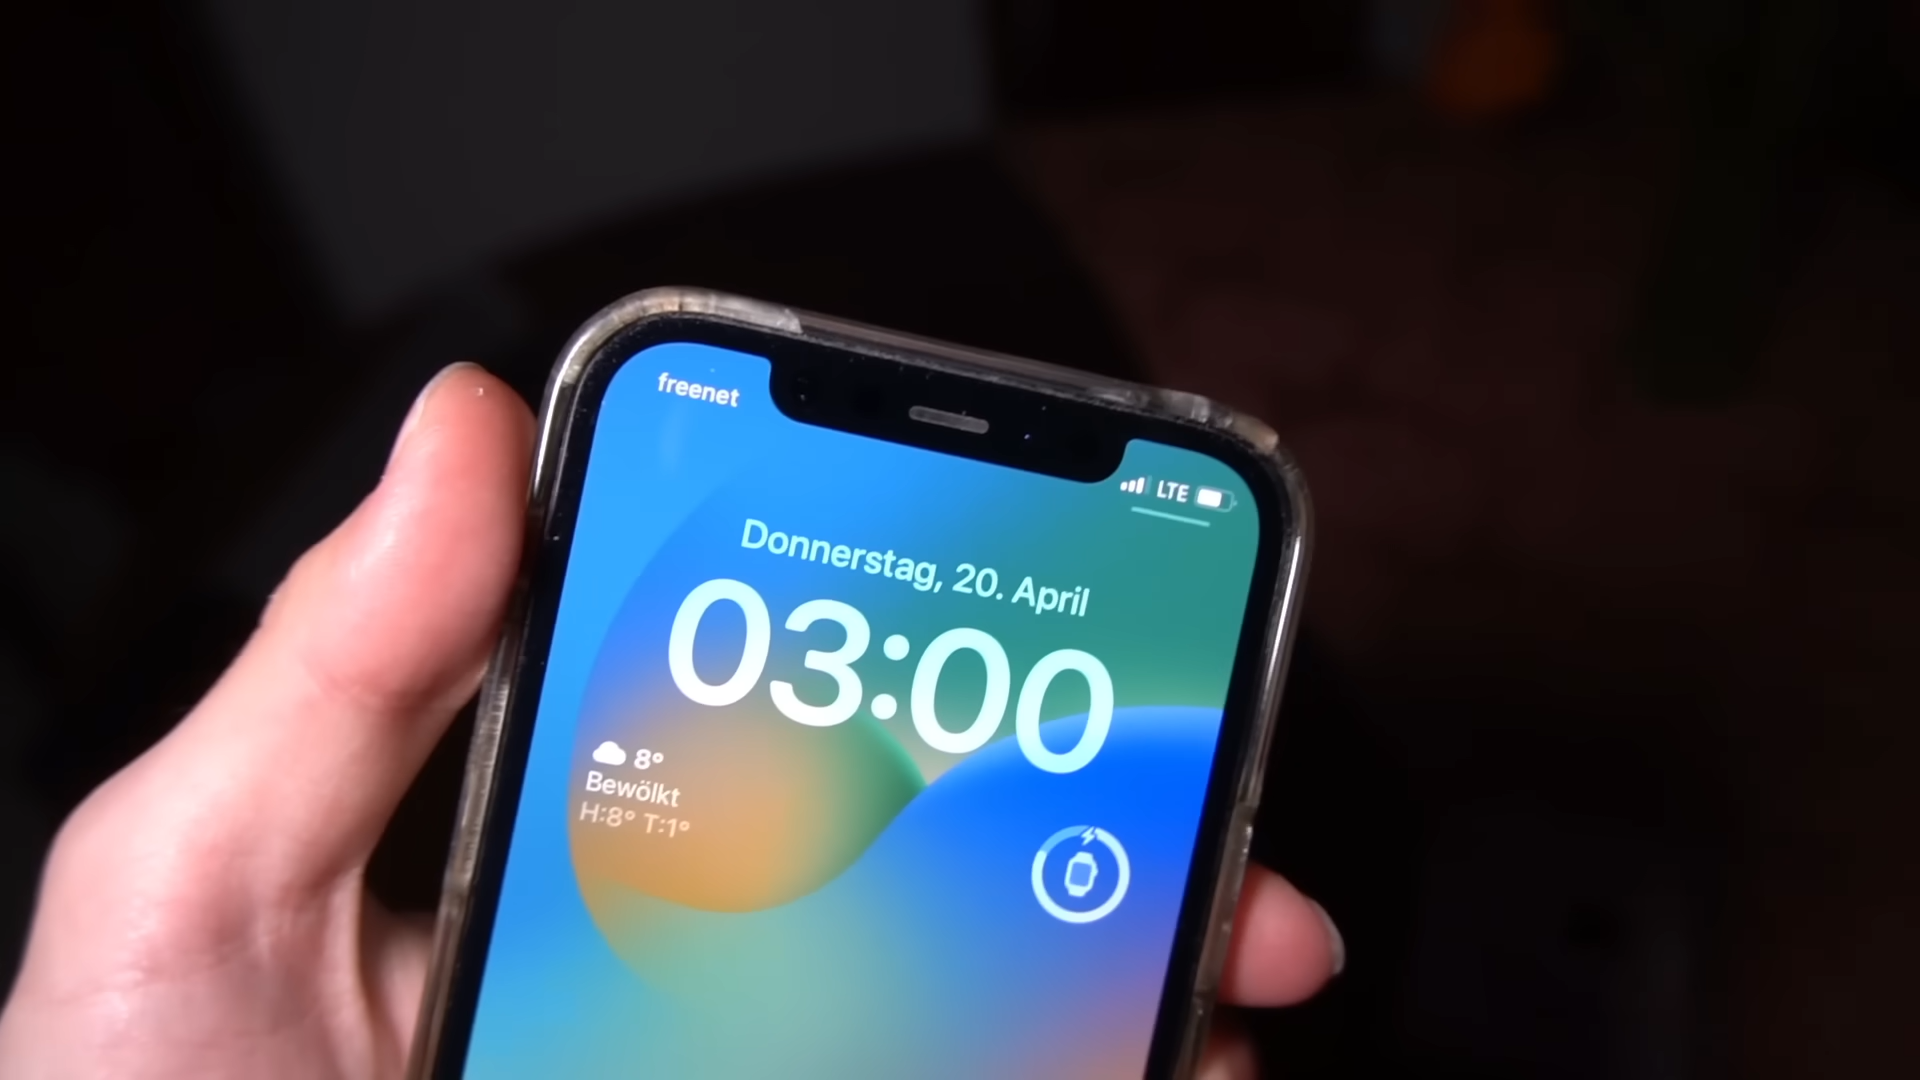 freenet
LTE
Donnerstag, 20. April
03:00
8°
Bewölkt
H:8° T:1°